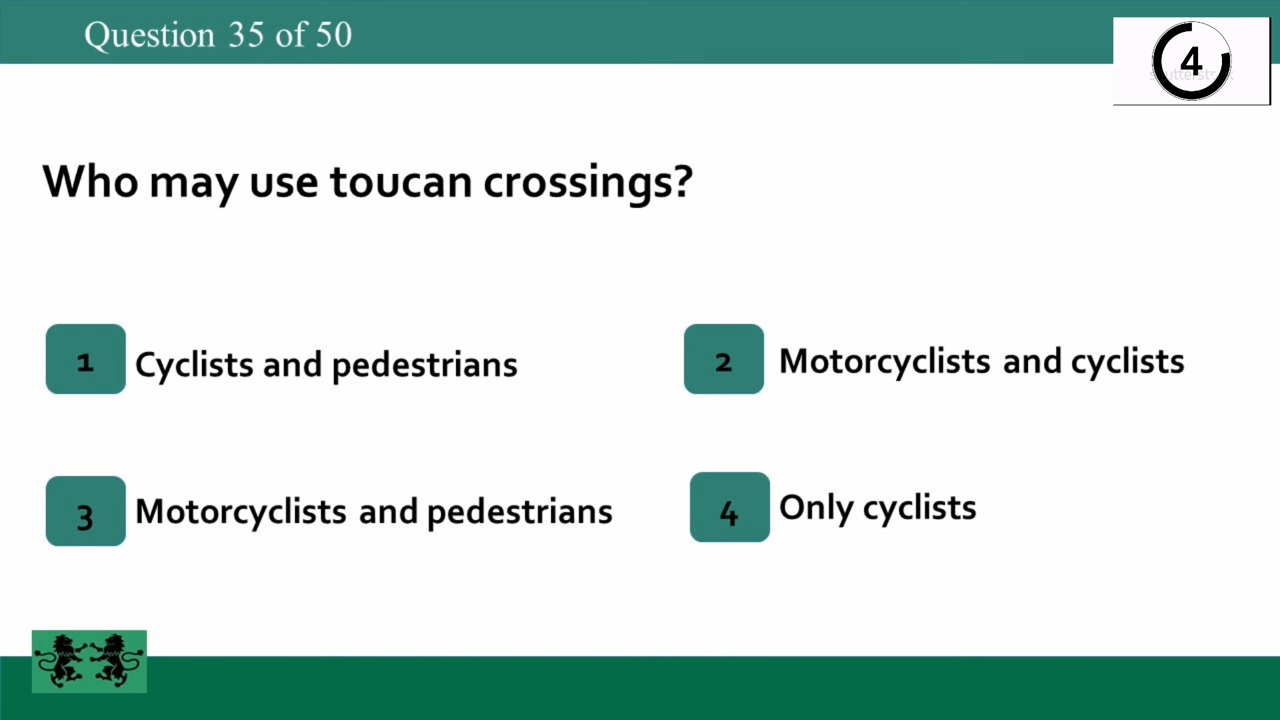 Question 35 of 50
4
Who may use toucan crossings?
1 Cyclists and pedestrians
2 Motorcyclists and cyclists
3 Motorcyclists and pedestrians
4 Only cyclists